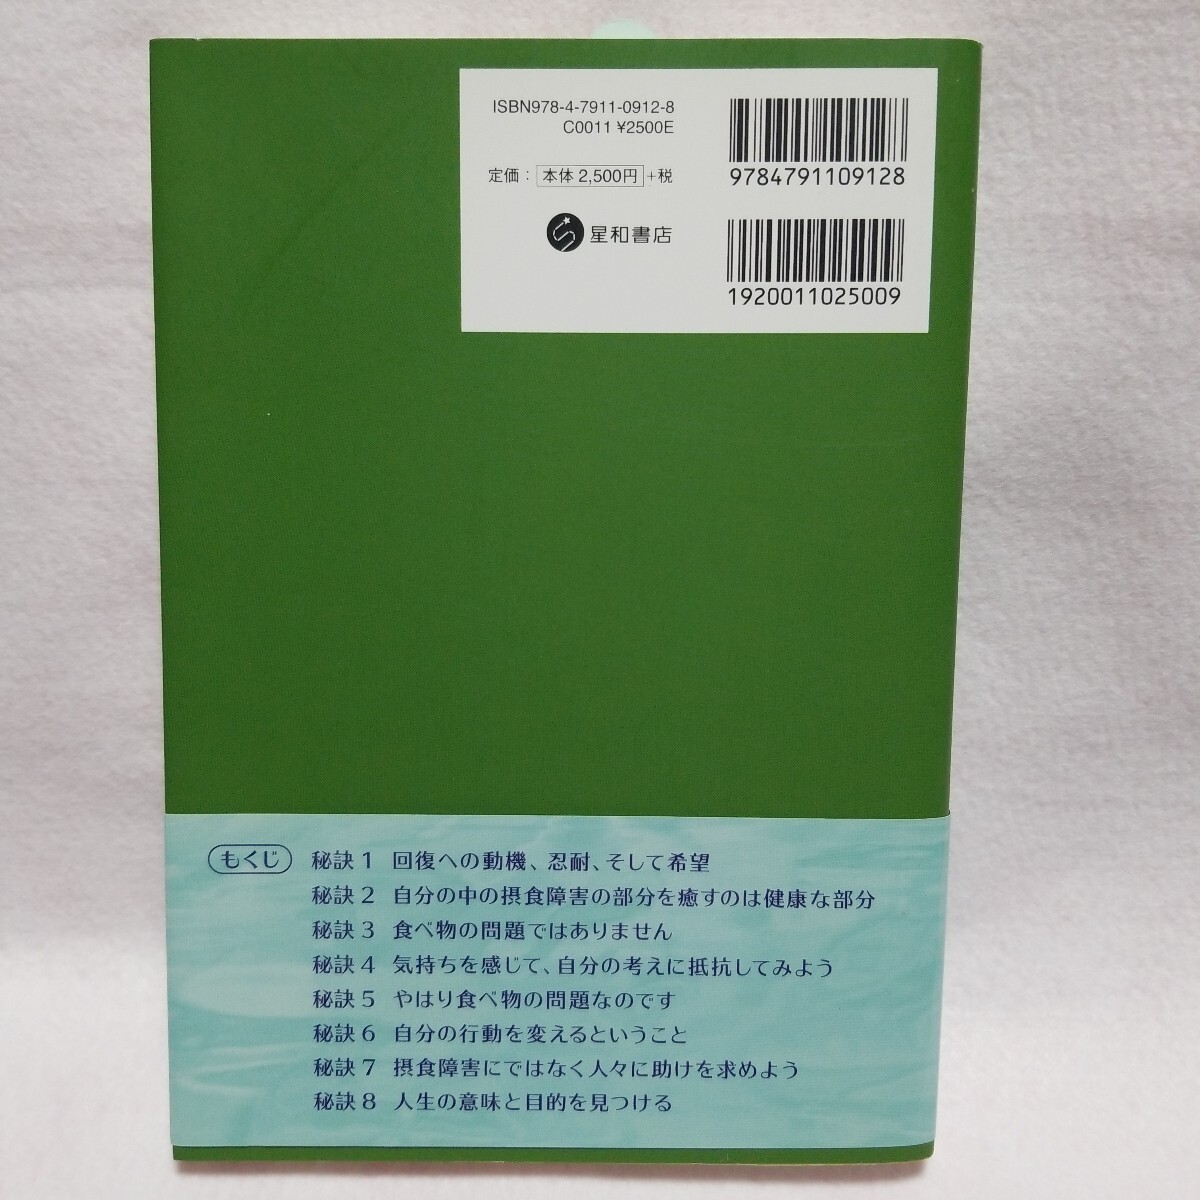 ISBN978-4-7911-0912-8
C0011 ¥2500E
定価： 本体 2,500円 +税
星和書店
9784791109128
1920011025009
もくじ
秘訣 1 回復への動機、忍耐、そして希望
秘訣 2 自分の中の摂食障害の部分を癒すのは健康な部分
秘訣 3 食べ物の問題ではありません
秘訣 4 気持ちを感じて、自分の考えに抵抗してみよう
秘訣 5 やはり食べ物の問題なのです
秘訣 6 自分の行動を変えるということ
秘訣 7 摂食障害にではなく人々に助けを求めよう
秘訣 8 人生の意味と目的を見つける